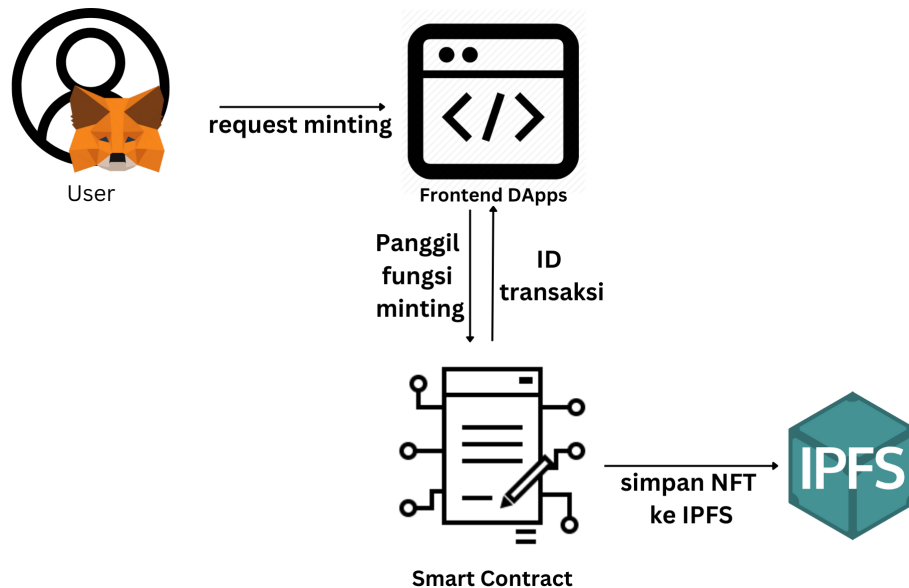 request minting
User
Frontend DApps
Panggil
fungsi
minting
ID
transaksi
IPFS
simpan NFT
ke IPFS
Smart Contract